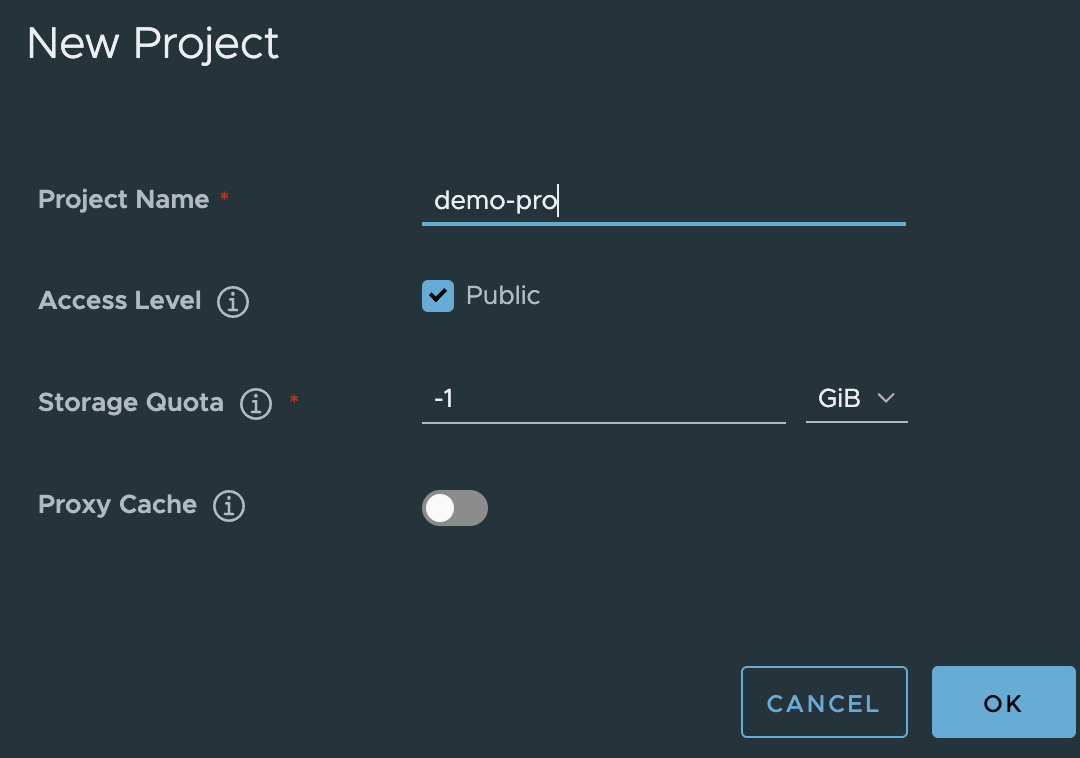 New Project
Project Name *
demo-pro
Access Level
Public
Storage Quota *
-1
GiB
Proxy Cache
CANCEL
OK